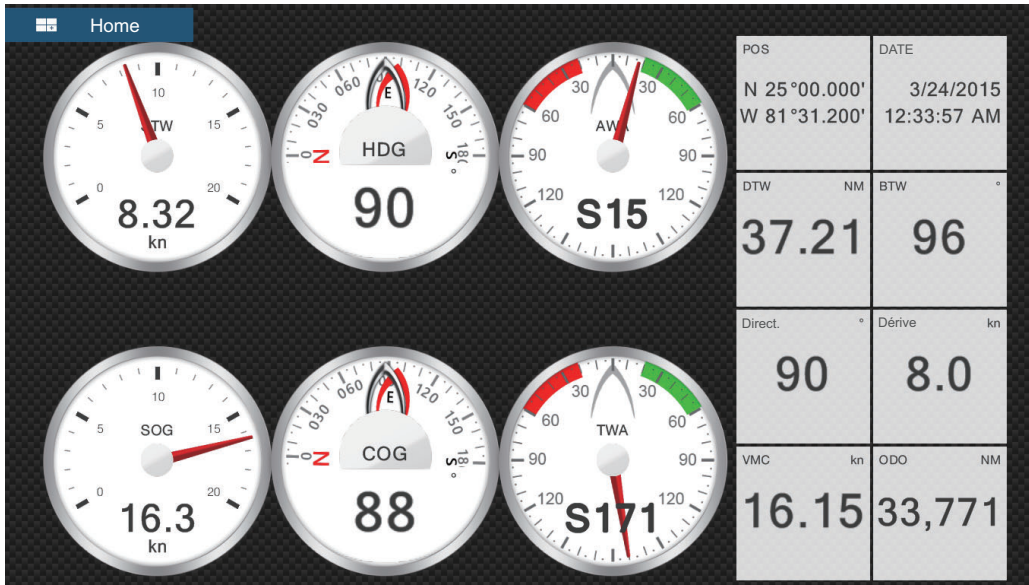 Home
10
5
STW
15
0
20
8.32
kn
030
060
E
120
150
180
0
N
HDG
S
90
30
30
60
AWA
60
90
90
120
120
S15
POS
N 25°00.000'
W 81°31.200'
DATE
3/24/2015
12:33:57 AM
DTW NM
37.21
BTW °
96
10
5
SOG
15
0
20
16.3
kn
030
060
E
120
150
0
N
COG
S
88
30
30
60
TWA
60
90
90
120
120
S171
Direct. °
90
Dérive kn
8.0
VMC kn
16.15
ODO NM
33,771